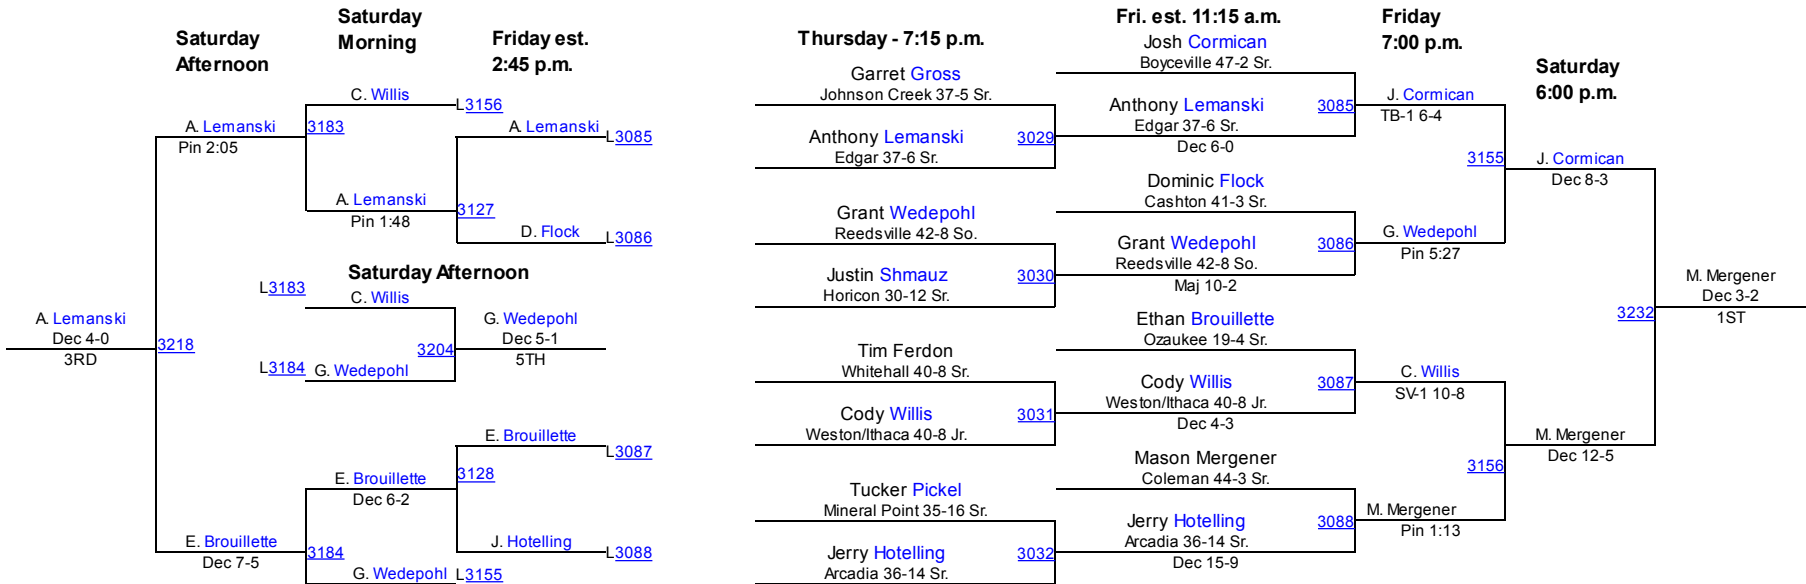 Saturday
Afternoon
Saturday
Morning
Friday est.
2:45 p.m.
C. Willis
L3156
A. Lemanski
Pin 2:05
3183
A. Lemanski
L3085
A. Lemanski
Pin 1:48
3127
D. Flock
L3086
Saturday Afternoon
L3183
C. Willis
A. Lemanski
Dec 4-0
3RD
3218
G. Wedepohl
Dec 5-1
5TH
3204
L3184
G. Wedepohl
E. Brouillette
L3087
E. Brouillette
Dec 6-2
3128
E. Brouillette
Dec 7-5
3184
J. Hotelling
L3088
G. Wedepohl
L3155
Thursday - 7:15 p.m.
Garret Gross
Johnson Creek 37-5 Sr.
Anthony Lemanski
Edgar 37-6 Sr.
3029
Grant Wedepohl
Reedsville 42-8 So.
Justin Shmauz
Horicon 30-12 Sr.
3030
Tim Ferdon
Whitehall 40-8 Sr.
Cody Willis
Weston/Ithaca 40-8 Jr.
3031
Tucker Pickel
Mineral Point 35-16 Sr.
Jerry Hotelling
Arcadia 36-14 Sr.
3032
Fri. est. 11:15 a.m.
Josh Cormican
Boyceville 47-2 Sr.
Anthony Lemanski
Edgar 37-6 Sr.
Dec 6-0
3085
Dominic Flock
Cashton 41-3 Sr.
Grant Wedepohl
Reedsville 42-8 So.
Maj 10-2
3086
Ethan Brouillette
Ozaukee 19-4 Sr.
Cody Willis
Weston/Ithaca 40-8 Jr.
Dec 4-3
3087
Mason Mergener
Coleman 44-3 Sr.
Jerry Hotelling
Arcadia 36-14 Sr.
Dec 15-9
3088
Friday
7:00 p.m.
J. Cormican
TB-1 6-4
3155
G. Wedepohl
Pin 5:27
C. Willis
SV-1 10-8
3156
M. Mergener
Pin 1:13
Saturday
6:00 p.m.
J. Cormican
Dec 8-3
M. Mergener
Dec 12-5
3232
M. Mergener
Dec 3-2
1ST